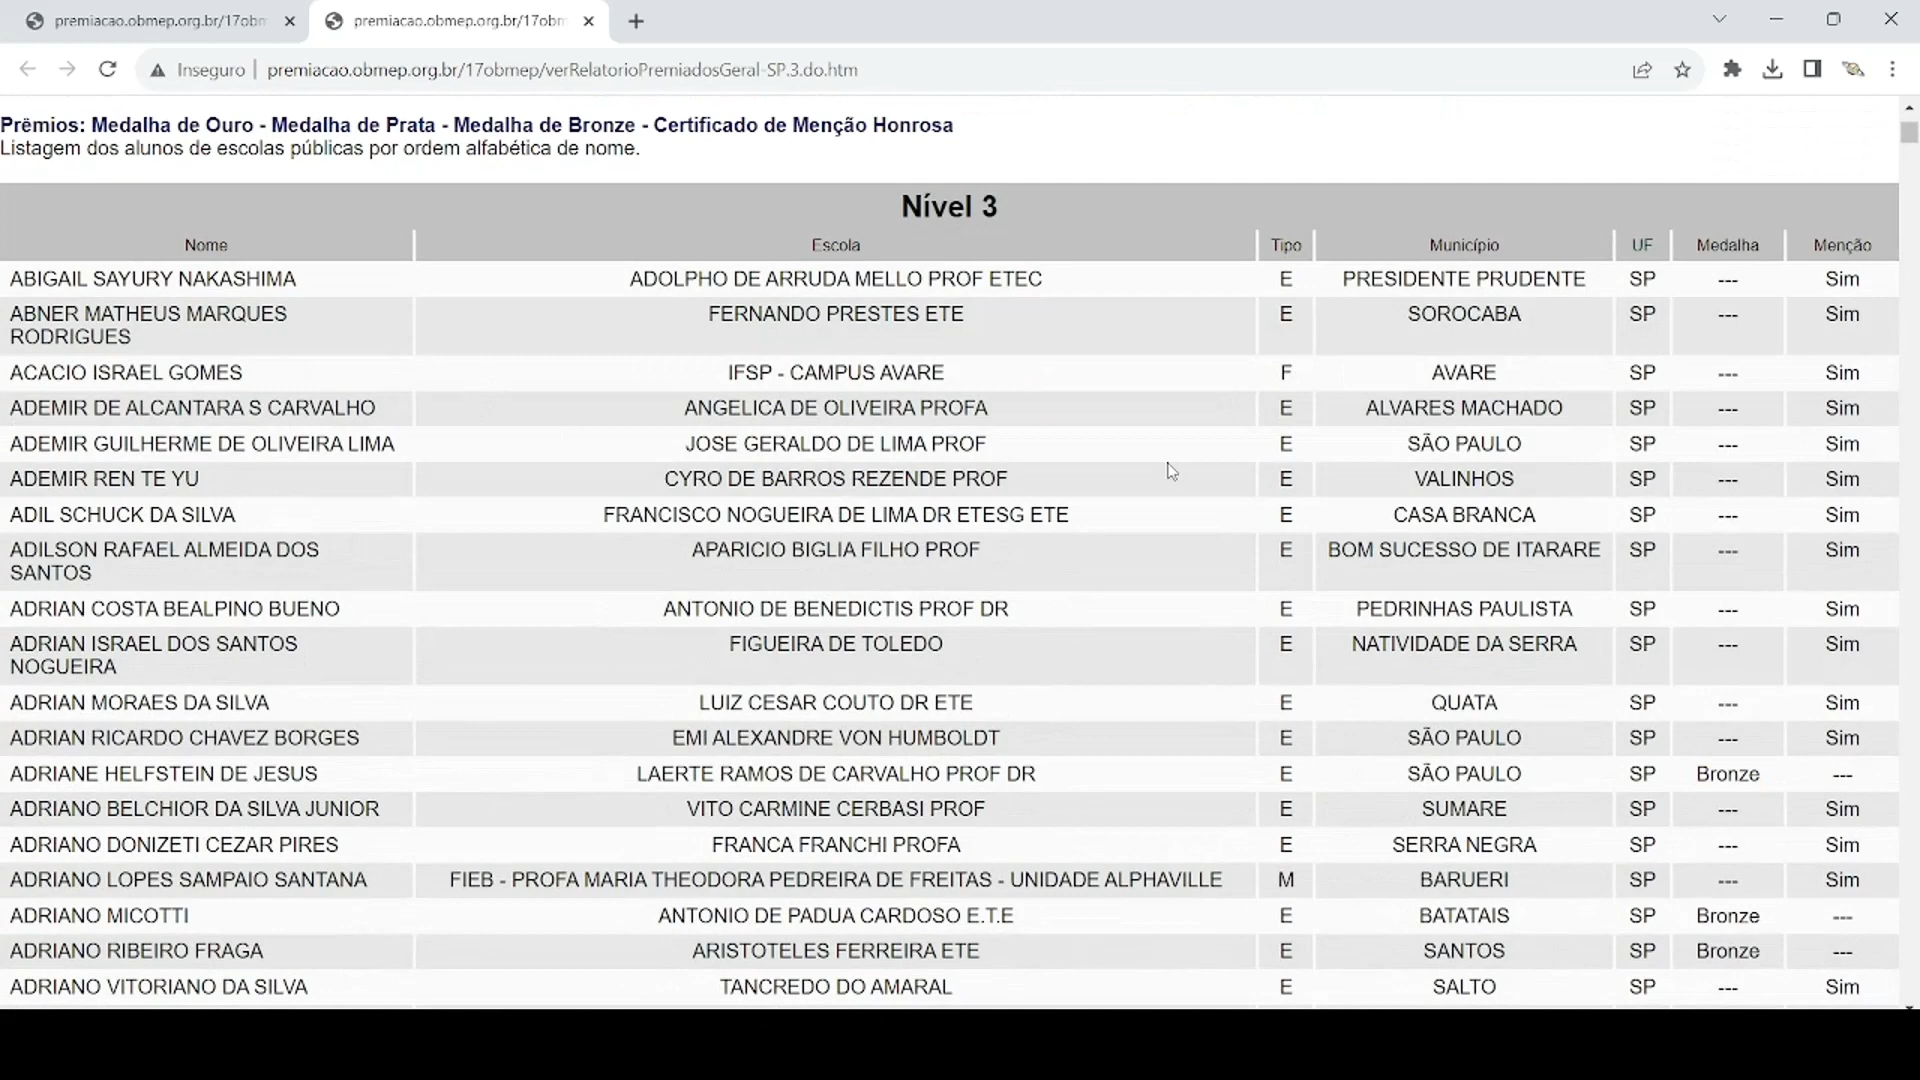 premiacao.obmep.org.br/17obm
premiacao.obmep.org.br/17obm
Inseguro | premiacao.obmep.org.br/17obmep/verRelatorioPremiadosGeral-SP.3.do.htm
Prêmios: Medalha de Ouro - Medalha de Prata - Medalha de Bronze - Certificado de Menção Honrosa
Listagem dos alunos de escolas públicas por ordem alfabética de nome.
Nível 3
Nome Escola Tipo Município UF Medalha Menção
ABIGAIL SAYURY NAKASHIMA ADOLPHO DE ARRUDA MELLO PROF ETEC E PRESIDENTE PRUDENTE SP --- Sim
ABNER MATHEUS MARQUES FERNANDO PRESTES ETE E SOROCABA SP --- Sim
RODRIGUES
ACACIO ISRAEL GOMES IFSP - CAMPUS AVARE F AVARE SP --- Sim
ADEMIR DE ALCANTARA S CARVALHO ANGELICA DE OLIVEIRA PROFA E ALVARES MACHADO SP --- Sim
ADEMIR GUILHERME DE OLIVEIRA LIMA JOSE GERALDO DE LIMA PROF E SÃO PAULO SP --- Sim
ADEMIR REN TE YU CYRO DE BARROS REZENDE PROF E VALINHOS SP --- Sim
ADIL SCHUCK DA SILVA FRANCISCO NOGUEIRA DE LIMA DR ETESG ETE E CASA BRANCA SP --- Sim
ADILSON RAFAEL ALMEIDA DOS APARICIO BIGLIA FILHO PROF E BOM SUCESSO DE ITARARE SP --- Sim
SANTOS
ADRIAN COSTA BEALPINO BUENO ANTONIO DE BENEDICTIS PROF DR E PEDRINHAS PAULISTA SP --- Sim
ADRIAN ISRAEL DOS SANTOS FIGUEIRA DE TOLEDO E NATIVIDADE DA SERRA SP --- Sim
NOGUEIRA
ADRIAN MORAES DA SILVA LUIZ CESAR COUTO DR ETE E QUATA SP --- Sim
ADRIAN RICARDO CHAVEZ BORGES EMI ALEXANDRE VON HUMBOLDT E SÃO PAULO SP --- Sim
ADRIANE HELFSTEIN DE JESUS LAERTE RAMOS DE CARVALHO PROF DR E SÃO PAULO SP Bronze ---
ADRIANO BELCHIOR DA SILVA JUNIOR VITO CARMINE CERBASI PROF E SUMARE SP --- Sim
ADRIANO DONIZETI CEZAR PIRES FRANCA FRANCHI PROFA E SERRA NEGRA SP --- Sim
ADRIANO LOPES SAMPAIO SANTANA FIEB - PROFA MARIA THEODORA PEDREIRA DE FREITAS - UNIDADE ALPHAVILLE M BARUERI SP --- Sim
ADRIANO MICOTTI ANTONIO DE PADUA CARDOSO E.T.E E BATATAIS SP Bronze ---
ADRIANO RIBEIRO FRAGA ARISTOTELES FERREIRA ETE E SANTOS SP Bronze ---
ADRIANO VITORIANO DA SILVA TANCREDO DO AMARAL E SALTO SP --- Sim